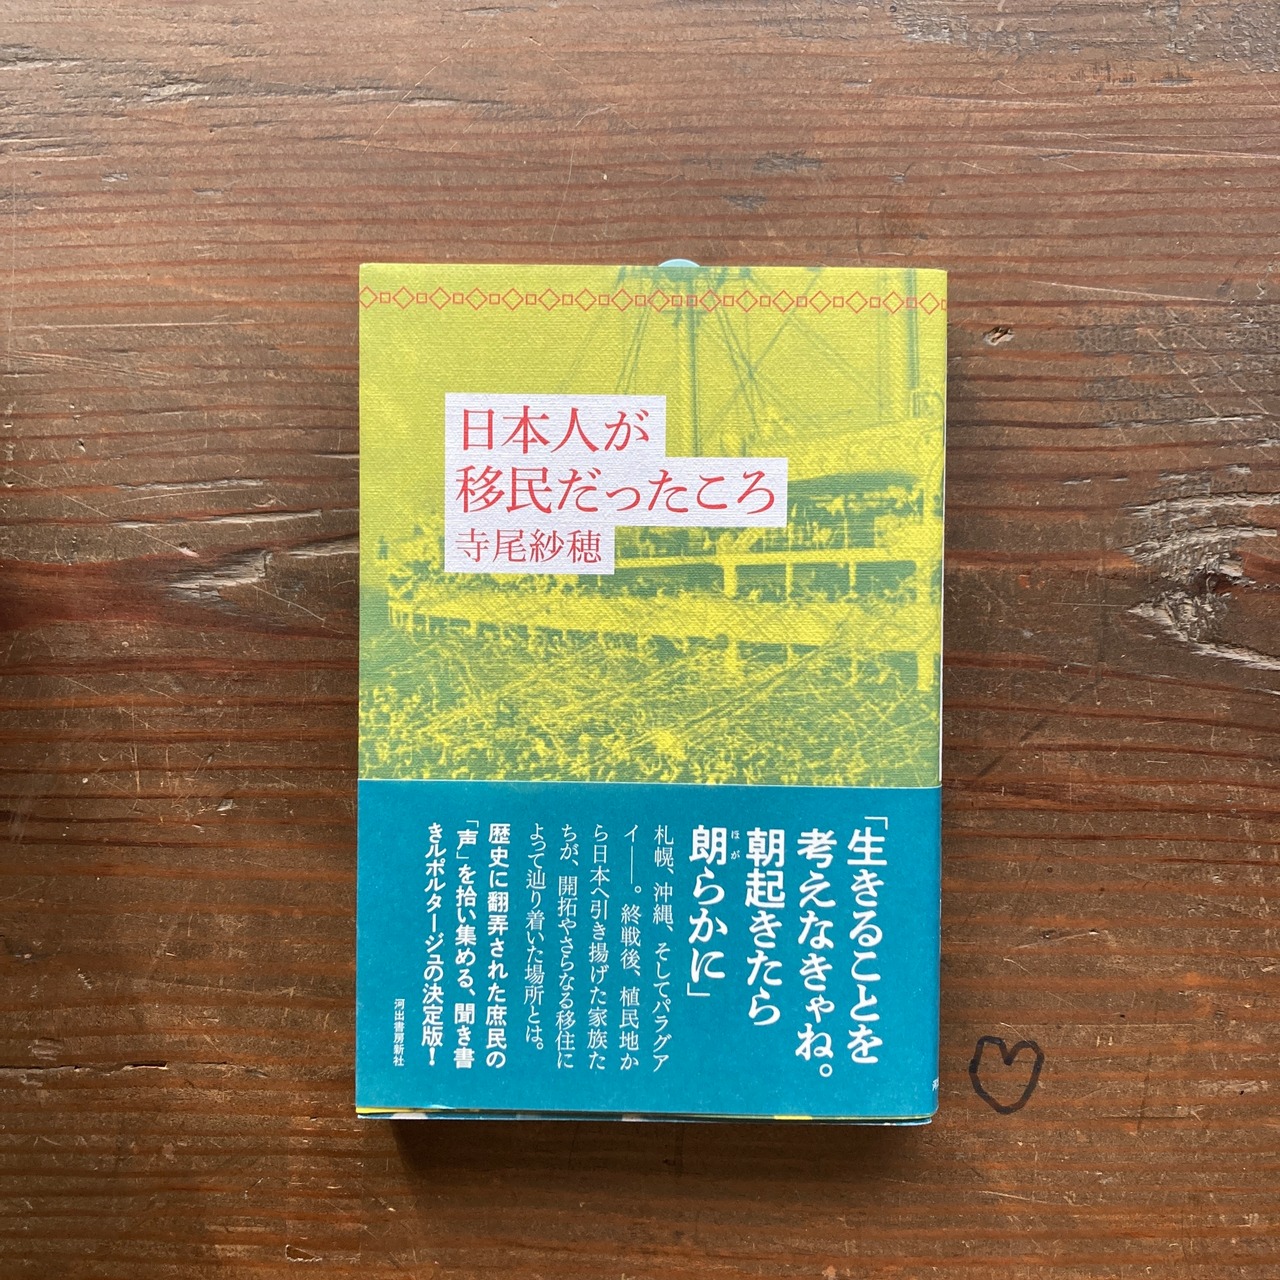 日本人が
移民だったころ
寺尾紗穂
「生きることを
考えなきゃね。
朝起きたら
朗らかに」
ほが
札幌、沖縄、そしてパラグア
イ――。終戦後、植民地か
ら日本へ引き揚げた家族た
ちが、開拓やさらなる移住に
よって辿り着いた場所とは。
歴史に翻弄された庶民の
「声」を拾い集める、聞き書
きルポルタージュの決定版！
河出書房新社